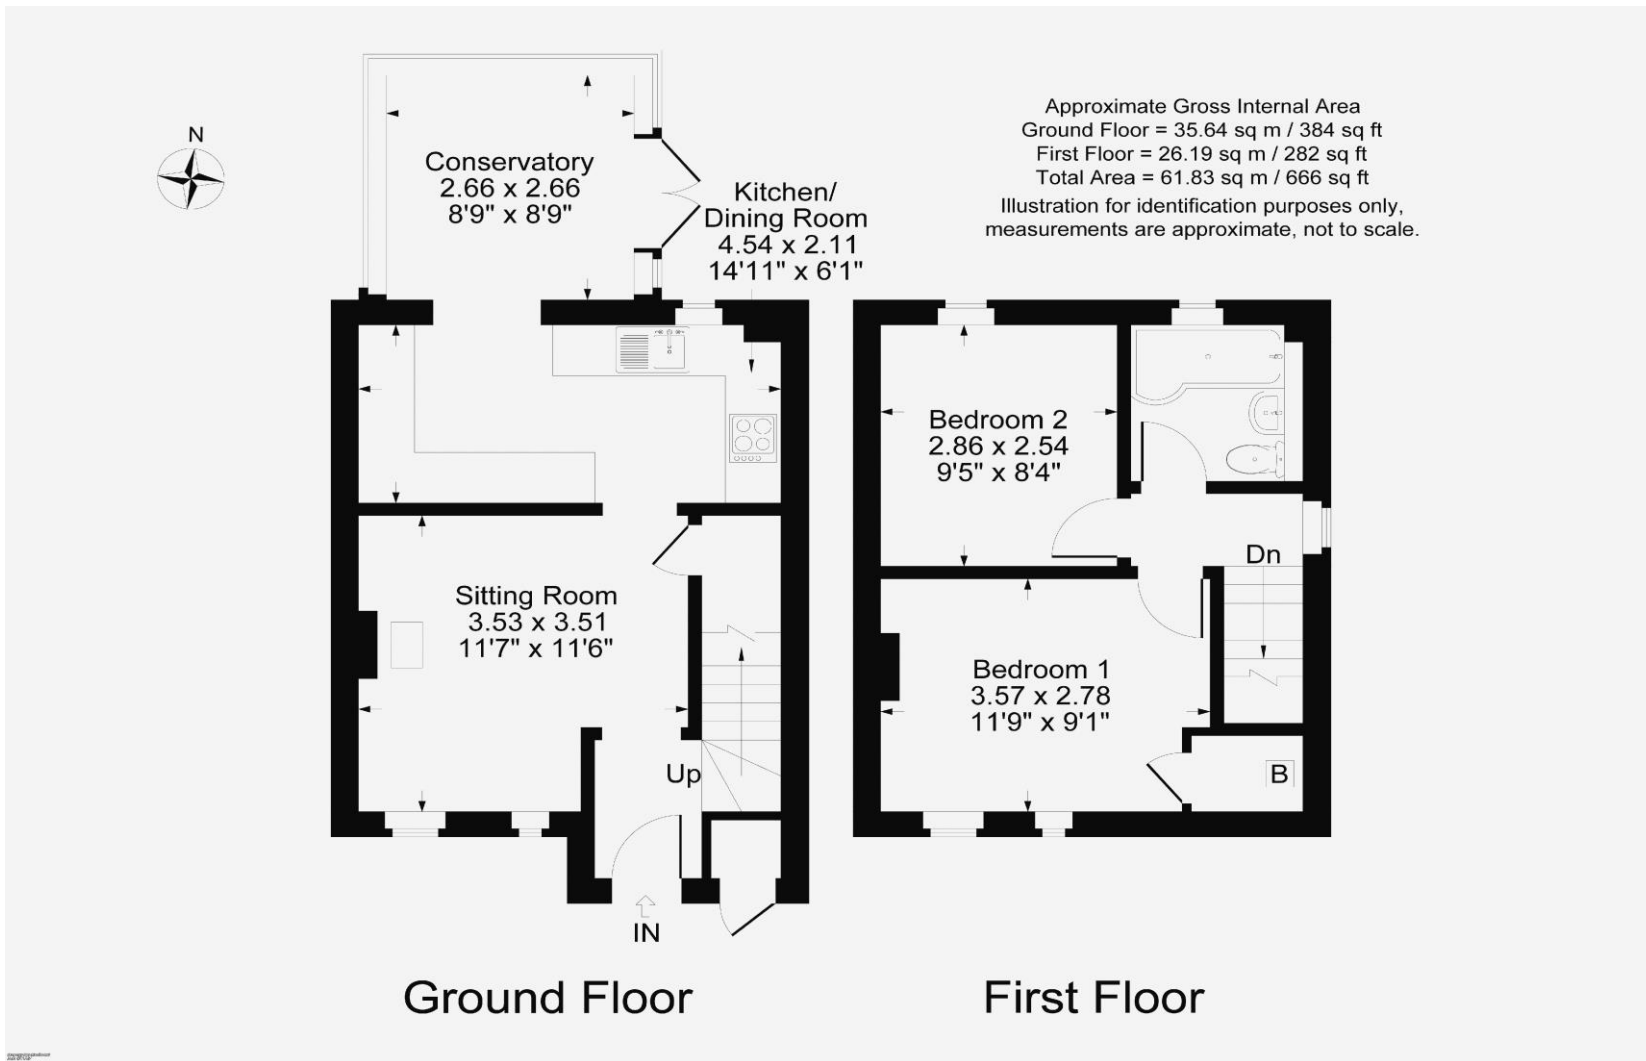 N
Conservatory
2.66 x 2.66
8'9" x 8'9"
Kitchen/
Dining Room
4.54 x 2.11
14'11" x 6'1"
Approximate Gross Internal Area
Ground Floor = 35.64 sq m / 384 sq ft
First Floor = 26.19 sq m / 282 sq ft
Total Area = 61.83 sq m / 666 sq ft
Illustration for identification purposes only,
measurements are approximate, not to scale.
Sitting Room
3.53 x 3.51
11'7" x 11'6"
Up
IN
Bedroom 2
2.86 x 2.54
9'5" x 8'4"
Dn
Bedroom 1
3.57 x 2.78
11'9" x 9'1"
B
Ground Floor
First Floor